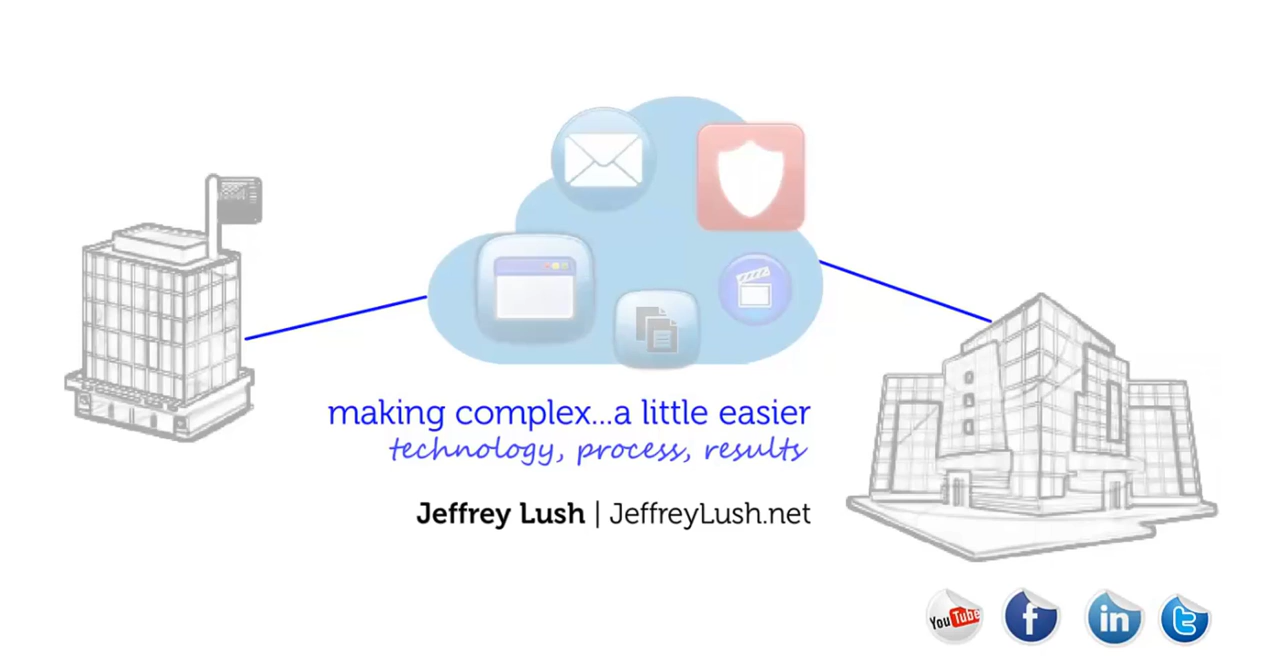 making complex...a little easier
technology, process, results
Jeffrey Lush | JeffreyLush.net
YouTube
f
in
t